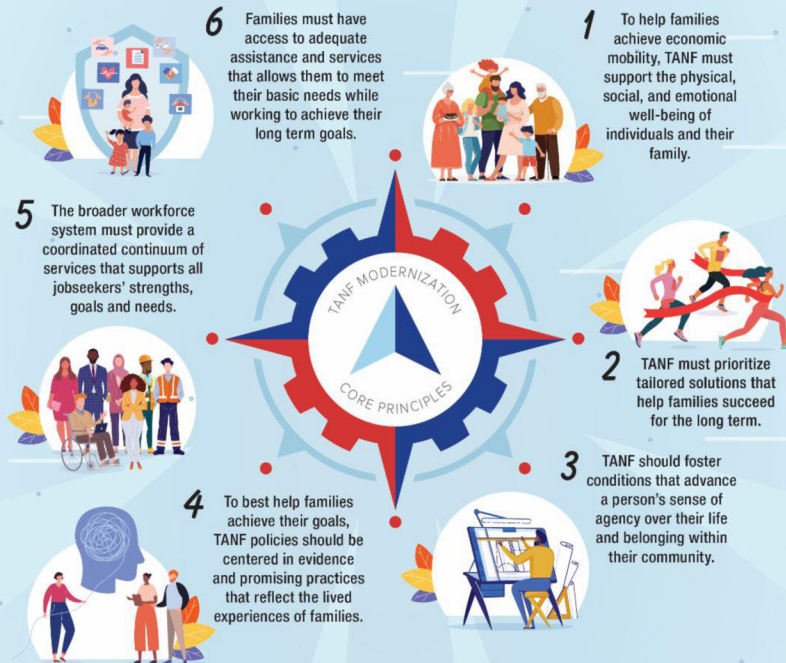 1
To help families
achieve economic
mobility, TANF must
support the physical,
social, and emotional
well-being of
individuals and their
family.
2
TANF must prioritize
tailored solutions that
help families succeed
for the long term.
3
TANF should foster
conditions that advance
a person's sense of
agency over their life
and belonging within
their community.
4
To best help families
achieve their goals,
TANF policies should be
centered in evidence
and promising practices
that reflect the lived
experiences of families.
5
The broader workforce
system must provide a
coordinated continuum of
services that supports all
jobseekers' strengths,
goals and needs.
6
Families must have
access to adequate
assistance and services
that allows them to meet
their basic needs while
working to achieve their
long term goals.
TANF MODERNIZATION
CORE PRINCIPLES